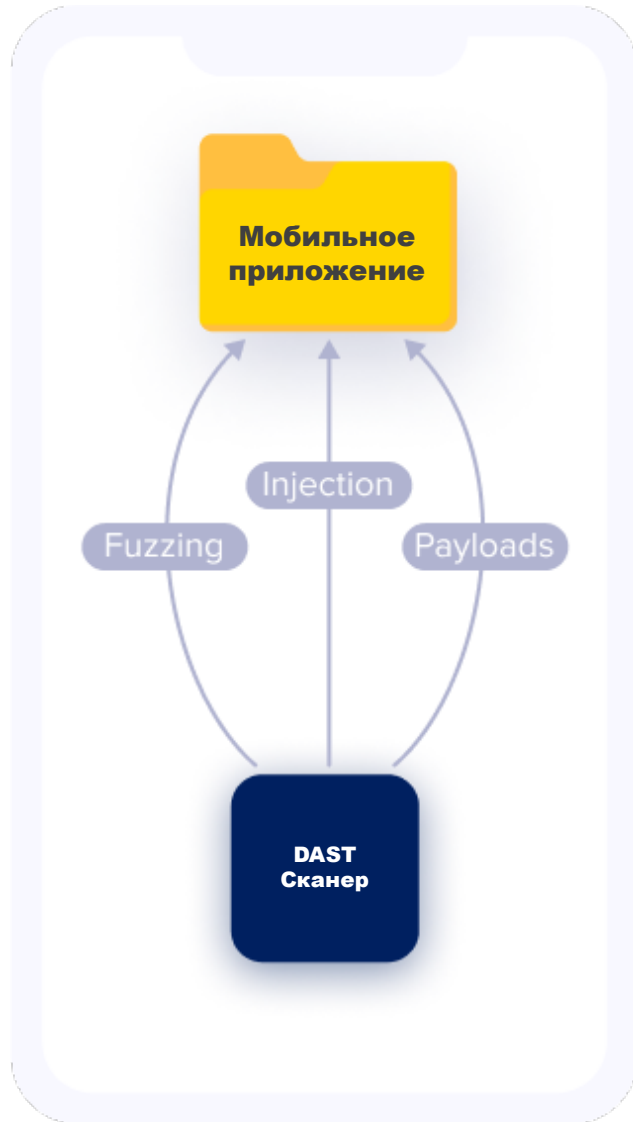 Мобильное
приложение
Injection
Fuzzing
Payloads
DAST
Сканер